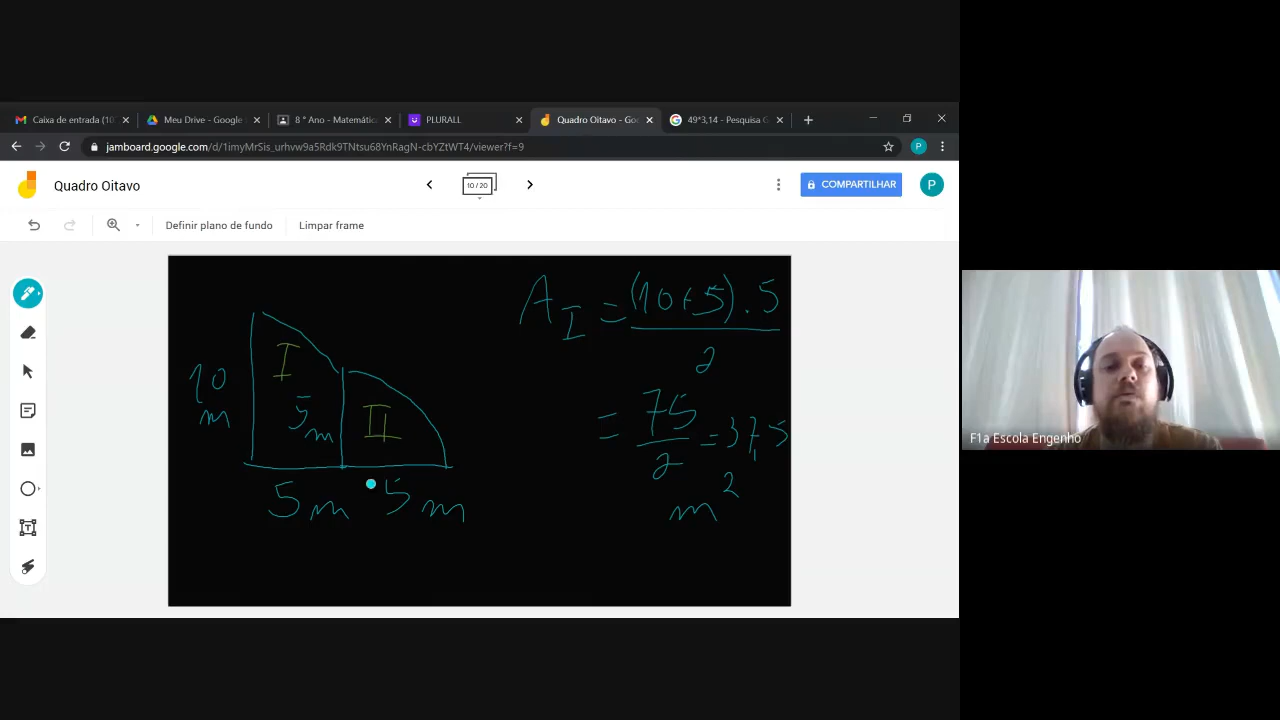 Caixa de entrada (10
Meu Drive - Google
8 ° Ano - Matemátic
PLURALL
Quadro Oitavo - Goo
49*3,14 - Pesquisa G
jamboard.google.com/d/1imyMrSis_urhvw9a5Rdk9TNtsu68YnRagN-cbYZtWT4/viewer?f=9
P
Quadro Oitavo
10 / 20
COMPARTILHAR
P
Definir plano de fundo
Limpar frame
10
m
I
5
m
II
5 m
5 m
A I = (10+5) . 5
2
= 75
2
= 37,5
m²
F1a Escola Engenho